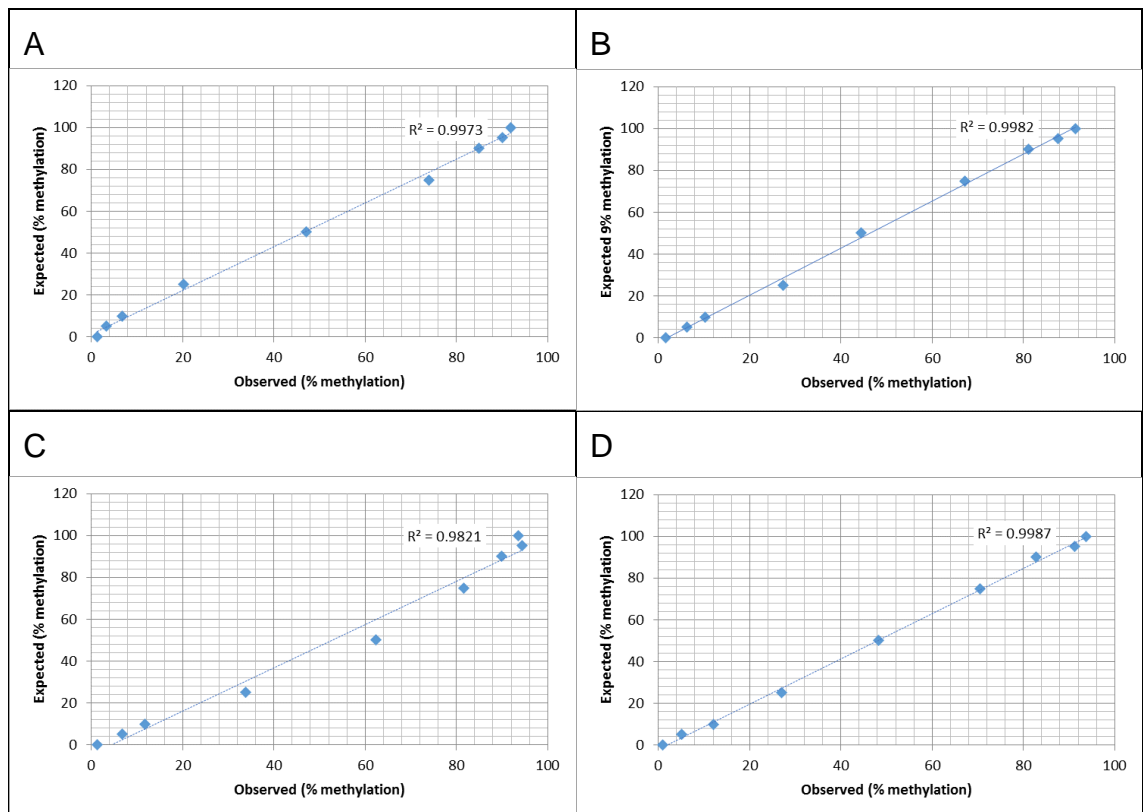 A
120
100
80
60
40
20
0
R² = 0.9973
0 20 40 60 80 100
Expected (% methylation)
Observed (% methylation)
B
120
100
80
60
40
20
0
R² = 0.9982
0 20 40 60 80 100
Expected 9% methylation)
Observed (% methylation)
C
120
100
80
60
40
20
0
R² = 0.9821
0 20 40 60 80 100
Expected (% methylation)
Observed (% methylation)
D
120
100
80
60
40
20
0
R² = 0.9987
0 20 40 60 80 100
Expected (% methylation)
Observed (% methylation)